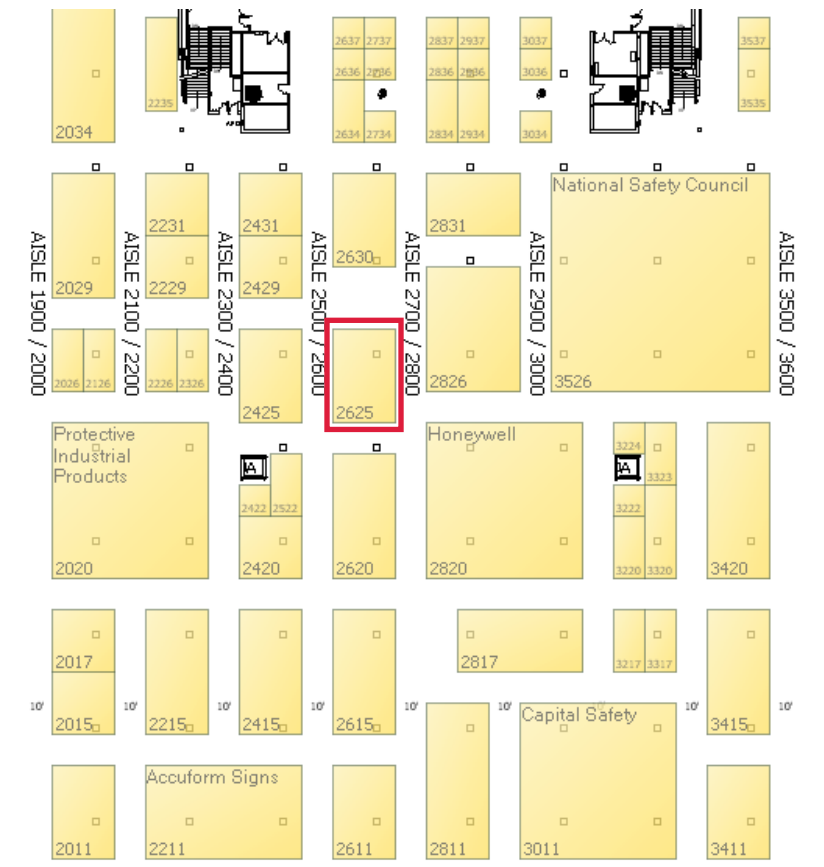 2637 2737 2837 2937 3037 3537
2636 2736 2836 2936 3036
2235 3535
2034 2634 2734 2834 2934 3034
National Safety Council
2231 2431 2831
2630
2029 2229 2429
AISLE 1900 / 2000
AISLE 2100 / 2200
AISLE 2300 / 2400
AISLE 2500 / 2600
AISLE 2700 / 2800
AISLE 2900 / 3000
AISLE 3500 / 3600
2026 2126 2226 2326 2826 3526
2425 2625
Protective
Industrial
Products
Honeywell
3224
A A
3323
2422 2522 3222
2020 2420 2620 2820 3220 3320 3420
2017 2817 3217 3317
10' 10' 10' 10' 10' 10' 10'
Capital Safety
2015 2215 2415 2615 3415
Accuform Signs
2011 2211 2611 2811 3011 3411